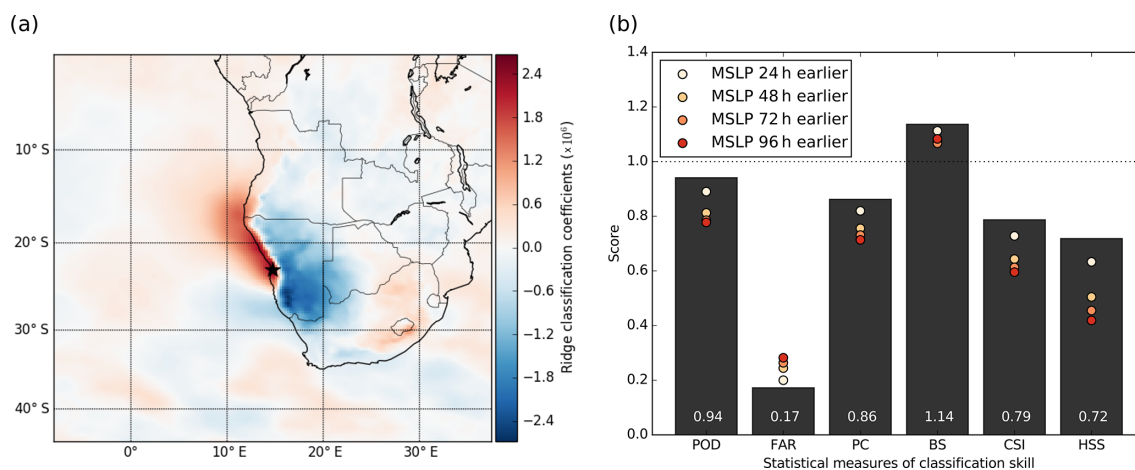 (a)
(b)
10° S
20° S
30° S
40° S
0°
10° E
20° E
30° E
2.4
1.8
1.2
0.6
0.0
−0.6
−1.2
−1.8
−2.4
Ridge classification coefficients (x10⁶)
1.4
1.2
1.0
0.8
0.6
0.4
0.2
0.0
Score
MSLP 24 h earlier
MSLP 48 h earlier
MSLP 72 h earlier
MSLP 96 h earlier
0.94 0.17 0.86 1.14 0.79 0.72
POD FAR PC BS CSI HSS
Statistical measures of classification skill